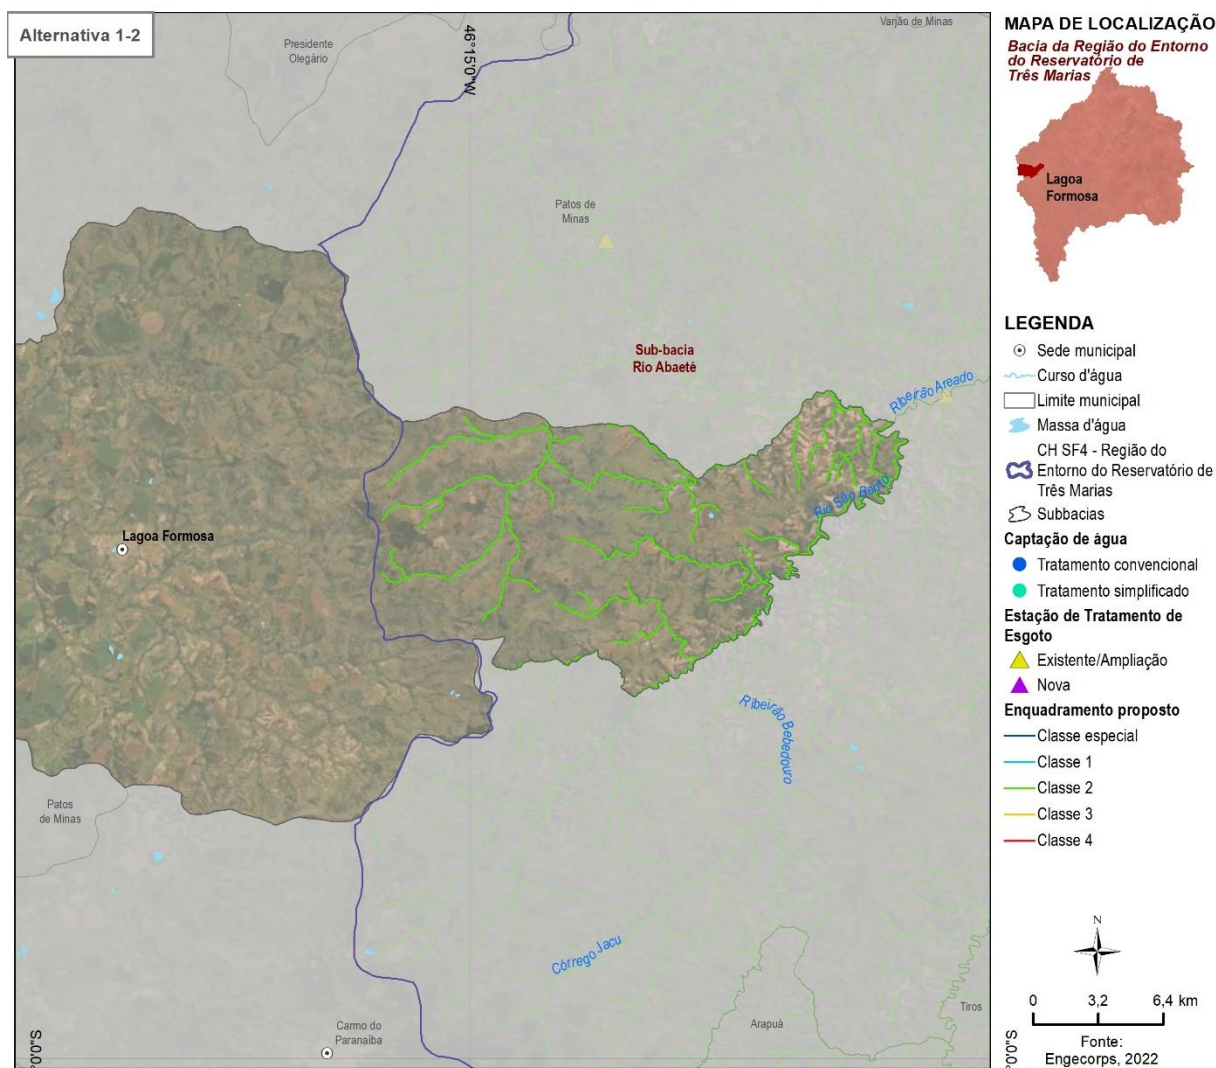 Alternativa 1-2
Presidente
Olegário
46°15'0"W
Varjão de Minas
Patos de
Minas
Sub-bacia
Rio Abaeté
Ribeirão Areado
Rio São Bento
Lagoa Formosa
Ribeirão Bebedouro
Patos
de Minas
Córrego Jacu
Carmo do
Paranaíba
Arapuá
Tiros
0'0"S
0'0"S
MAPA DE LOCALIZAÇÃO
Bacia da Região do Entorno
do Reservatório de
Três Marias
Lagoa
Formosa
LEGENDA
Sede municipal
Curso d'água
Limite municipal
Massa d'água
CH SF4 - Região do
Entorno do Reservatório de
Três Marias
Subbacias
Captação de água
Tratamento convencional
Tratamento simplificado
Estação de Tratamento de
Esgoto
Existente/Ampliação
Nova
Enquadramento proposto
Classe especial
Classe 1
Classe 2
Classe 3
Classe 4
N
0 3,2 6,4 km
Fonte:
Engecorps, 2022